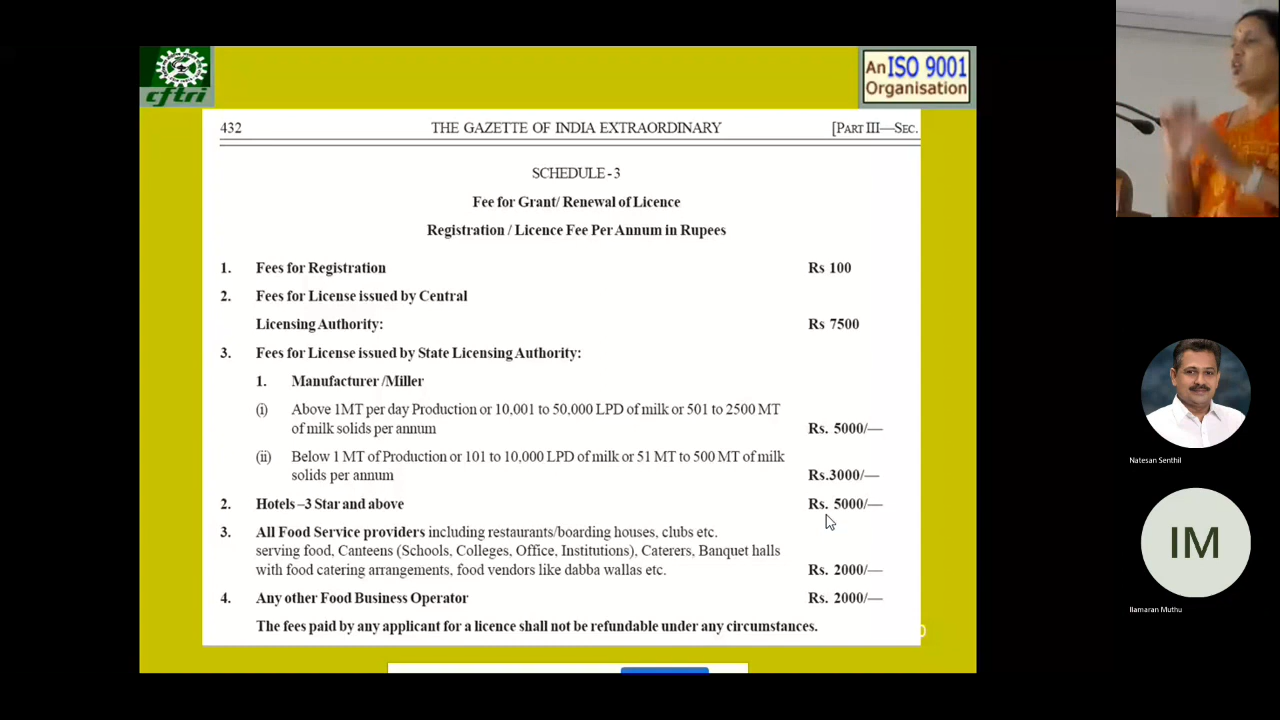 cftri
An ISO 9001
Organisation
432 THE GAZETTE OF INDIA EXTRAORDINARY [PART III—SEC.
SCHEDULE-3
Fee for Grant/ Renewal of Licence
Registration / Licence Fee Per Annum in Rupees
1. Fees for Registration Rs 100
2. Fees for License issued by Central
Licensing Authority: Rs 7500
3. Fees for License issued by State Licensing Authority:
1. Manufacturer /Miller
(i) Above 1MT per day Production or 10,001 to 50,000 LPD of milk or 501 to 2500 MT
of milk solids per annum Rs. 5000/—
(ii) Below 1 MT of Production or 101 to 10,000 LPD of milk or 51 MT to 500 MT of milk
solids per annum Rs.3000/—
2. Hotels –3 Star and above Rs. 5000/—
3. All Food Service providers including restaurants/boarding houses, clubs etc.
serving food, Canteens (Schools, Colleges, Office, Institutions), Caterers, Banquet halls
with food catering arrangements, food vendors like dabba wallas etc. Rs. 2000/—
4. Any other Food Business Operator Rs. 2000/—
The fees paid by any applicant for a licence shall not be refundable under any circumstances.
Natesan Senthil
IM
Ilamaran Muthu